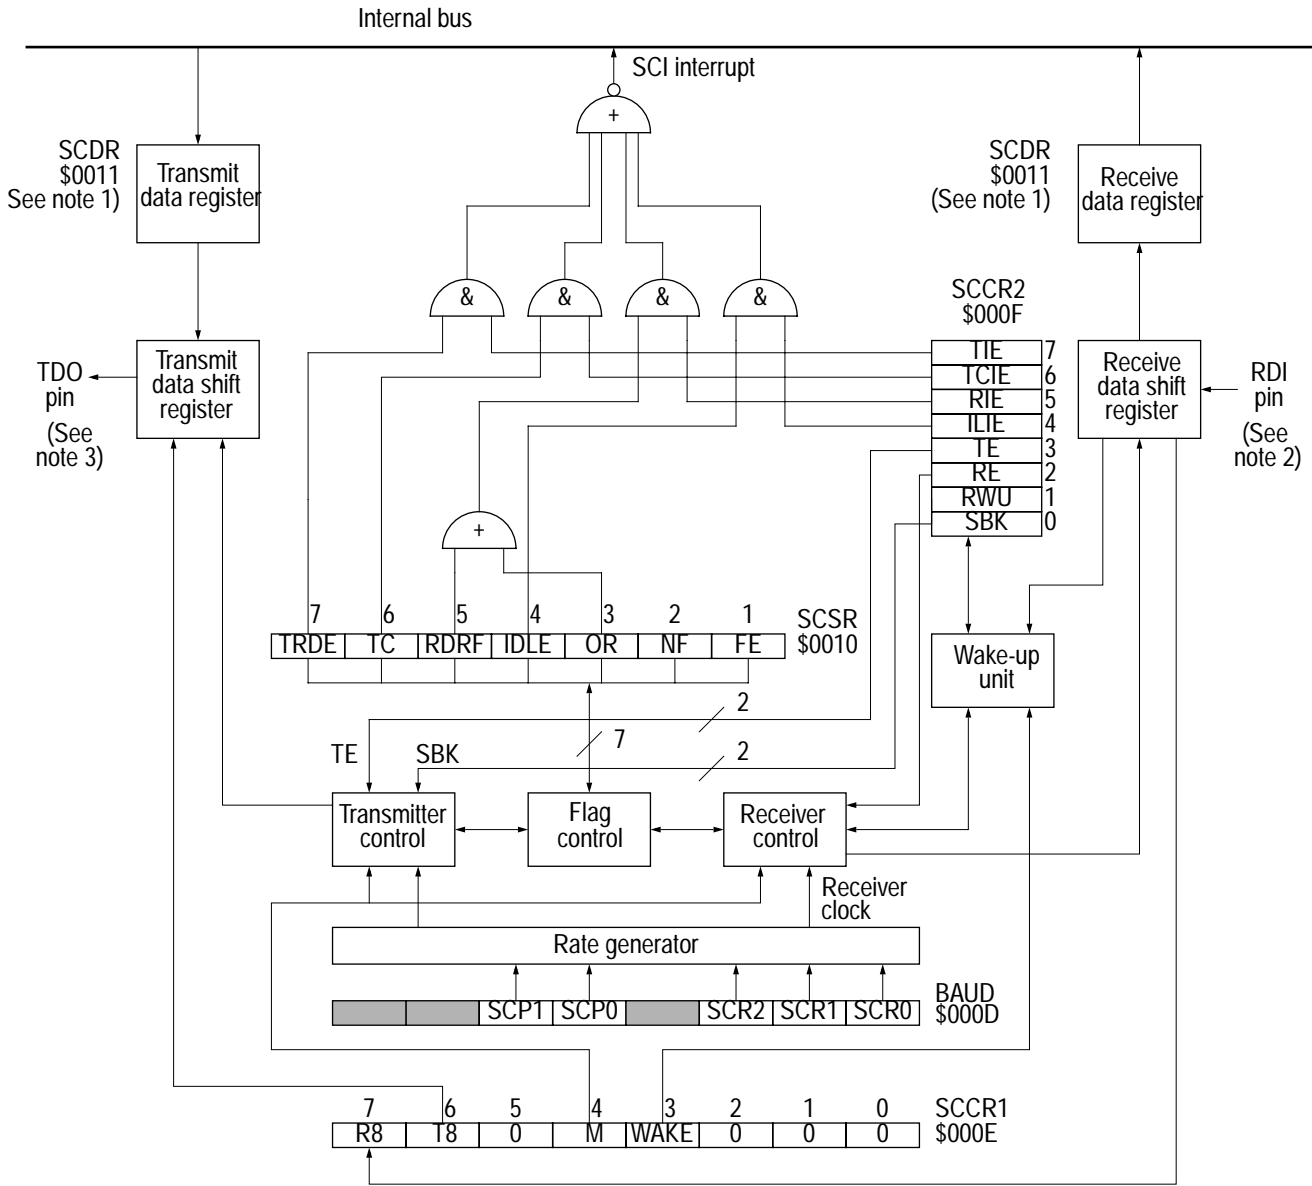 Internal bus
SCI interrupt
+
SCDR
$0011
See note 1)
Transmit
data register
SCDR
$0011
(See note 1)
Receive
data register
&
&
&
&
SCCR2
$000F
TIE 7
TCIE 6
RIE 5
ILIE 4
TE 3
RE 2
RWU 1
SBK 0
TDO
pin
(See
note 3)
Transmit
data shift
register
Receive
data shift
register
RDI
pin
(See
note 2)
+
7 6 5 4 3 2 1
TRDE TC RDRF IDLE OR NF FE
SCSR
$0010
Wake-up
unit
2
7
2
TE
SBK
Transmitter
control
Flag
control
Receiver
control
Receiver
clock
Rate generator
SCP1 SCP0 SCR2 SCR1 SCR0
BAUD
$000D
7 6 5 4 3 2 1 0
R8 T8 0 M WAKE 0 0 0
SCCR1
$000E